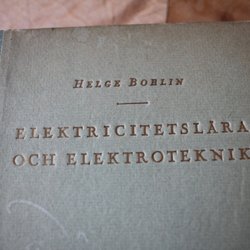 HELGE BOHLIN
ELEKTRICITETSLÄRA
OCH ELEKTROTEKNIK